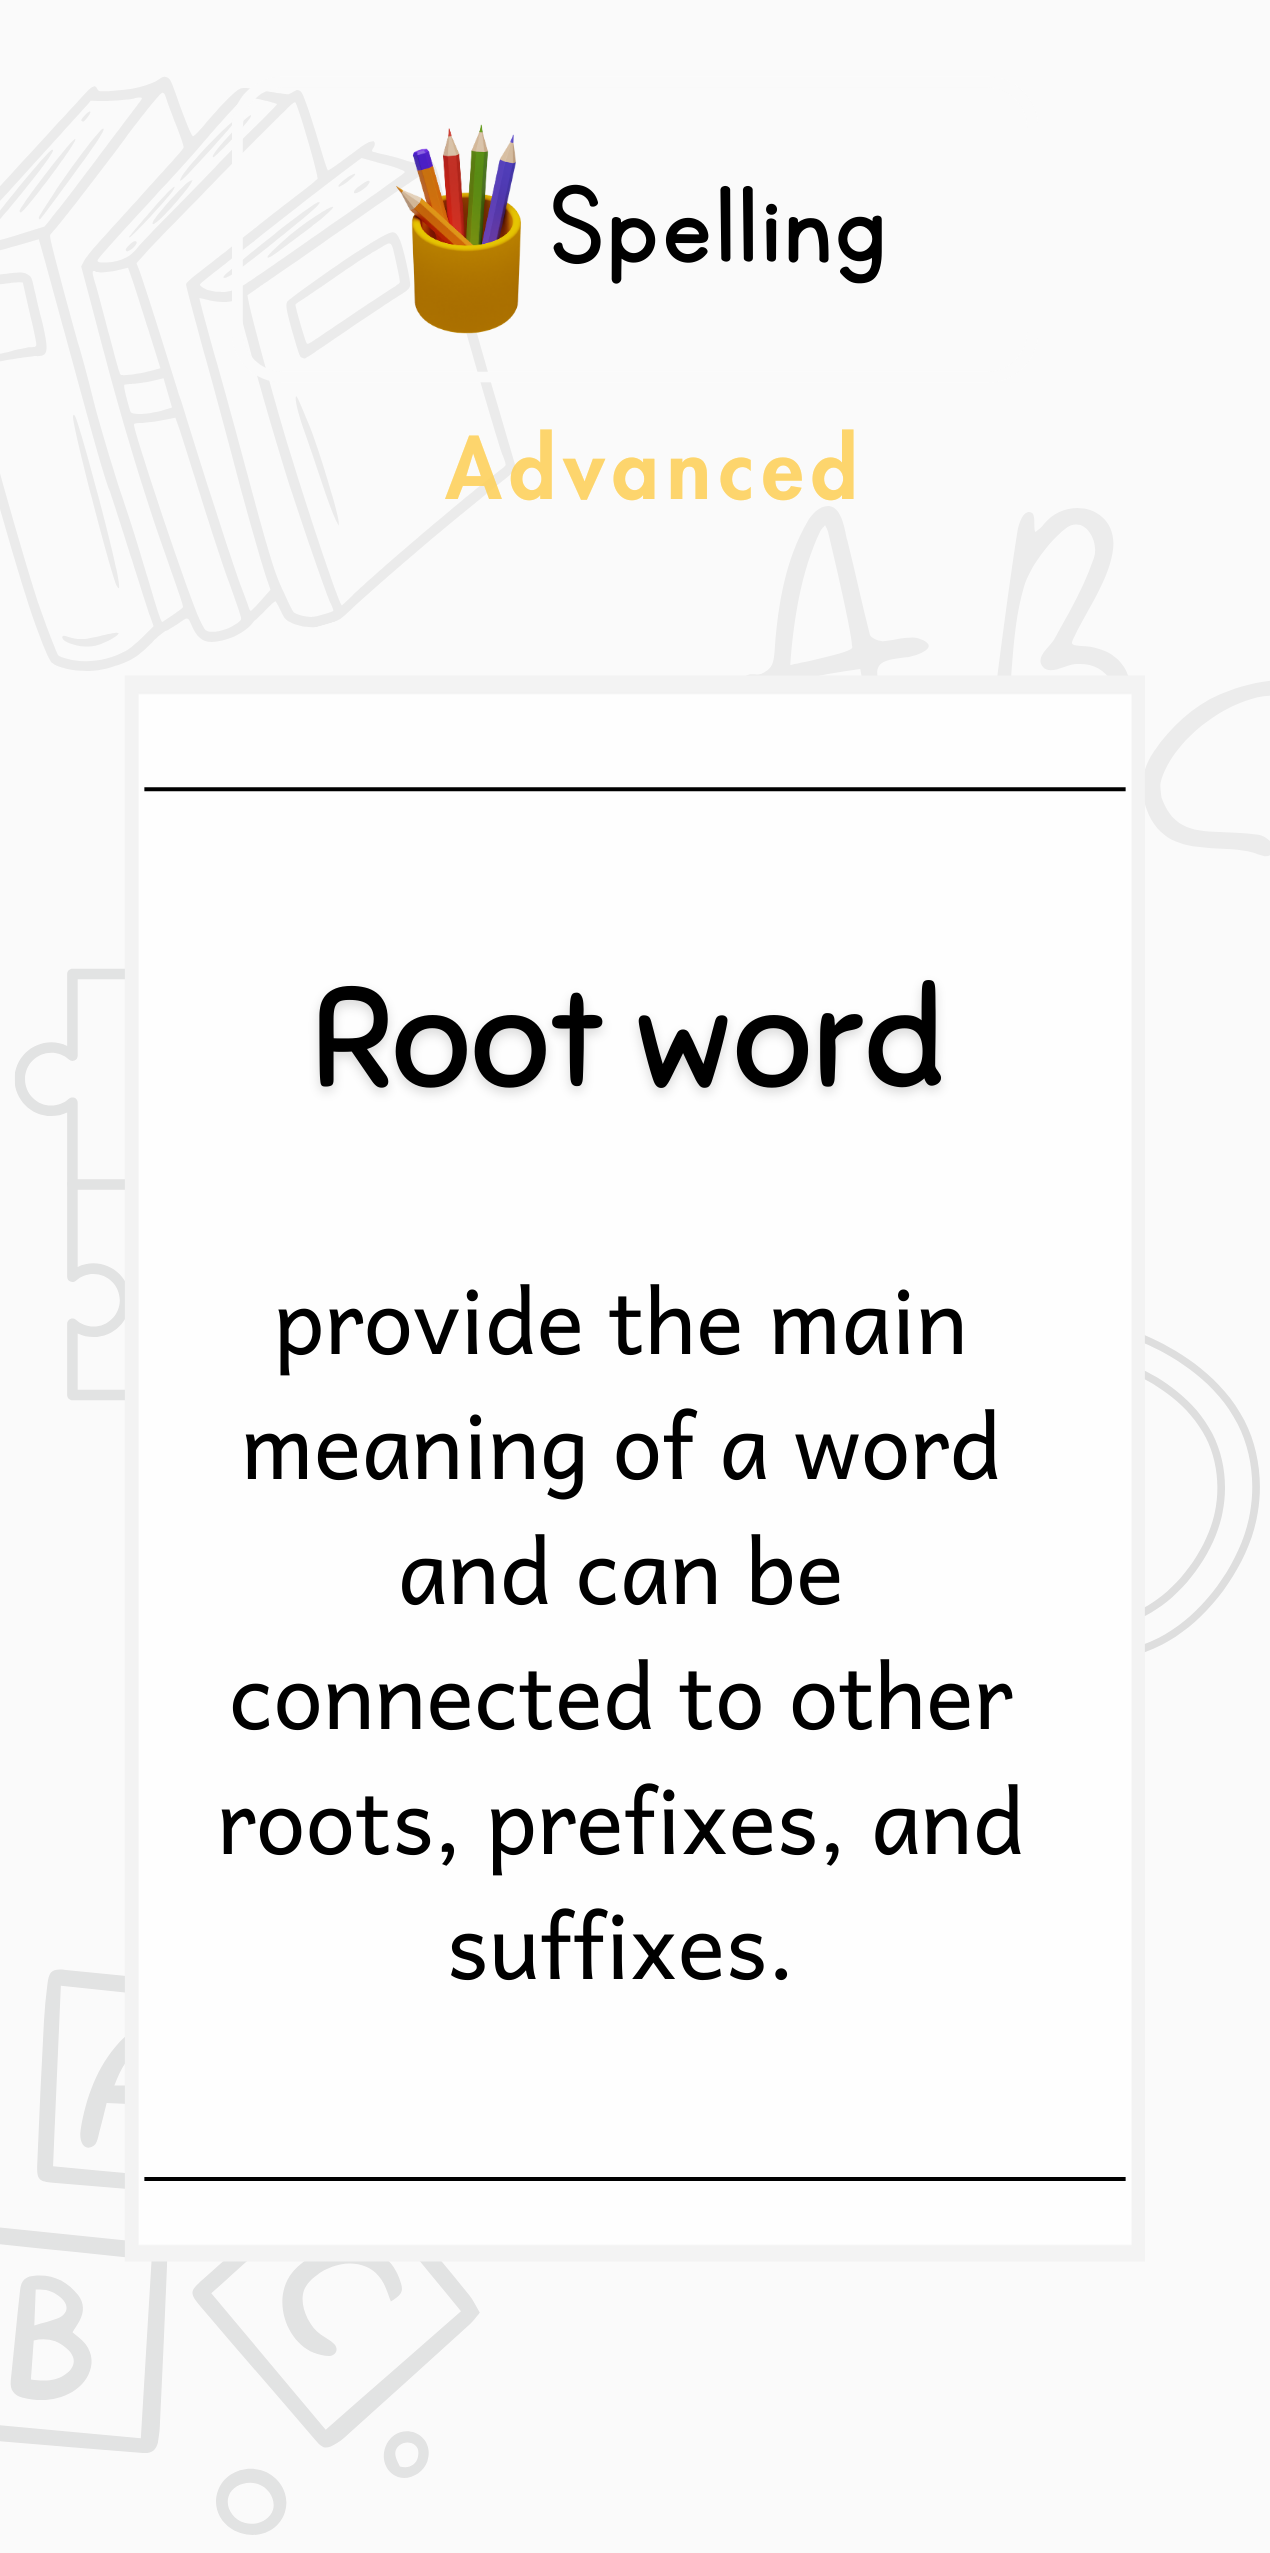 Spelling
Advanced
A B
Root word
provide the main
meaning of a word
and can be
connected to other
roots, prefixes, and
suffixes.
A
B
C